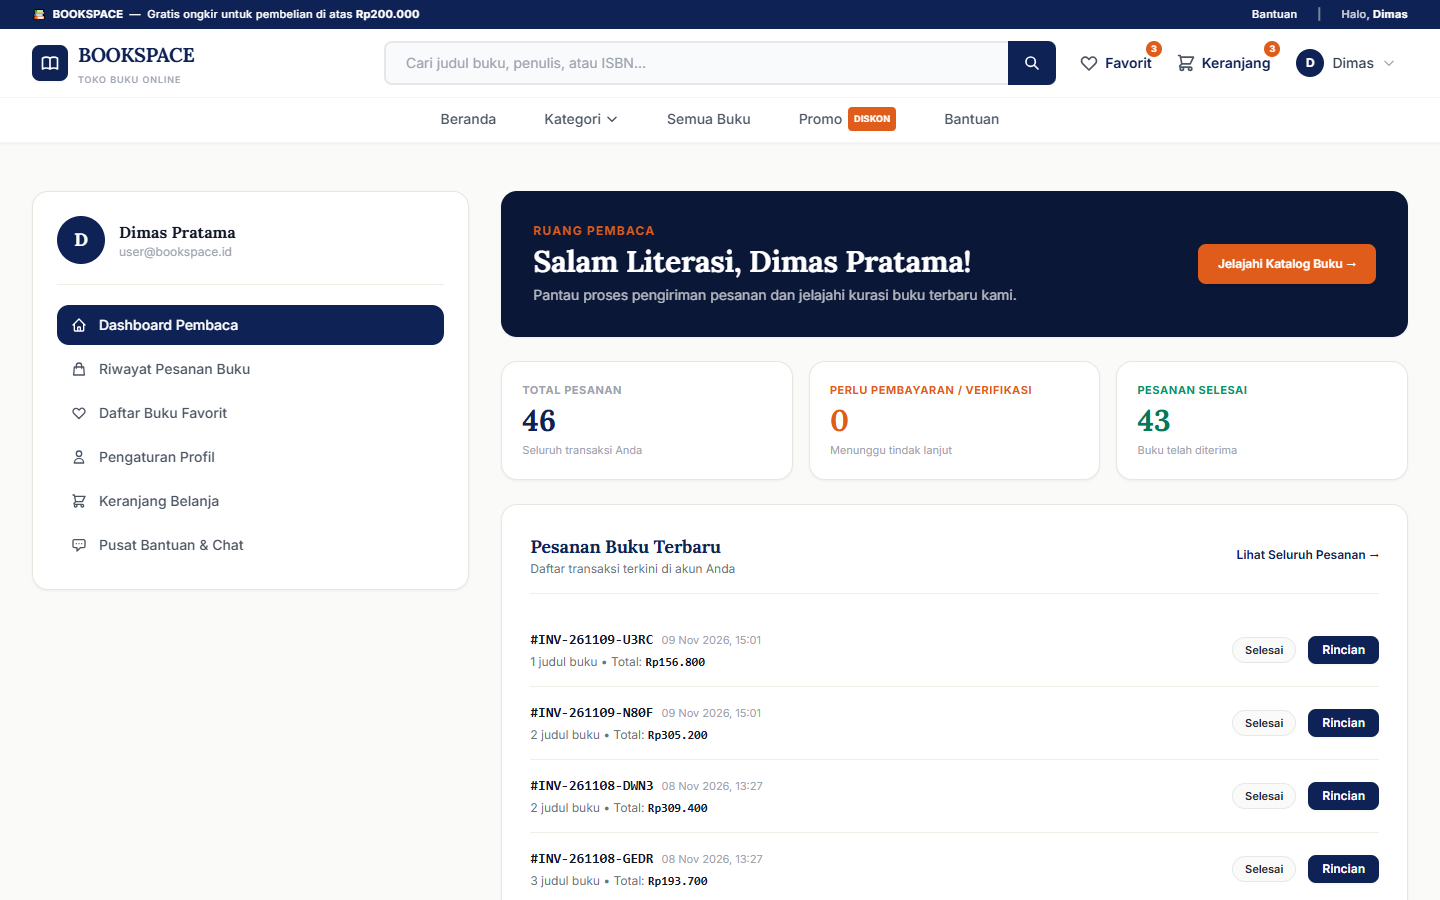 BOOKSPACE — Gratis ongkir untuk pembelian di atas Rp200.000
Bantuan | Halo, Dimas
BOOKSPACE
TOKO BUKU ONLINE
Cari judul buku, penulis, atau ISBN...
Favorit 3
Keranjang 3
D Dimas
Beranda
Kategori
Semua Buku
Promo DISKON
Bantuan
D
Dimas Pratama
user@bookspace.id
Dashboard Pembaca
Riwayat Pesanan Buku
Daftar Buku Favorit
Pengaturan Profil
Keranjang Belanja
Pusat Bantuan & Chat
RUANG PEMBACA
Salam Literasi, Dimas Pratama!
Pantau proses pengiriman pesanan dan jelajahi kurasi buku terbaru kami.
Jelajahi Katalog Buku →
TOTAL PESANAN
46
Seluruh transaksi Anda
PERLU PEMBAYARAN / VERIFIKASI
0
Menunggu tindak lanjut
PESANAN SELESAI
43
Buku telah diterima
Pesanan Buku Terbaru
Daftar transaksi terkini di akun Anda
Lihat Seluruh Pesanan →
#INV-261109-U3RC 09 Nov 2026, 15:01
1 judul buku • Total: Rp156.800
Selesai
Rincian
#INV-261109-N80F 09 Nov 2026, 15:01
2 judul buku • Total: Rp305.200
Selesai
Rincian
#INV-261108-DWN3 08 Nov 2026, 13:27
2 judul buku • Total: Rp309.400
Selesai
Rincian
#INV-261108-GEDR 08 Nov 2026, 13:27
3 judul buku • Total: Rp193.700
Selesai
Rincian